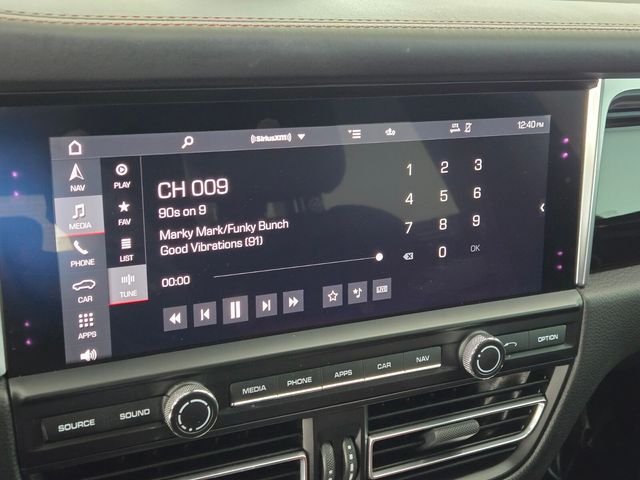 ((SiriusXM))
12:40 PM
NAV
MEDIA
PHONE
CAR
APPS
PLAY
FAV
LIST
TUNE
CH 009
90s on 9
Marky Mark/Funky Bunch
Good Vibrations (91)
00:00
LIVE
1 2 3
4 5 6
7 8 9
0 OK
SOURCE SOUND MEDIA PHONE APPS CAR NAV OPTION